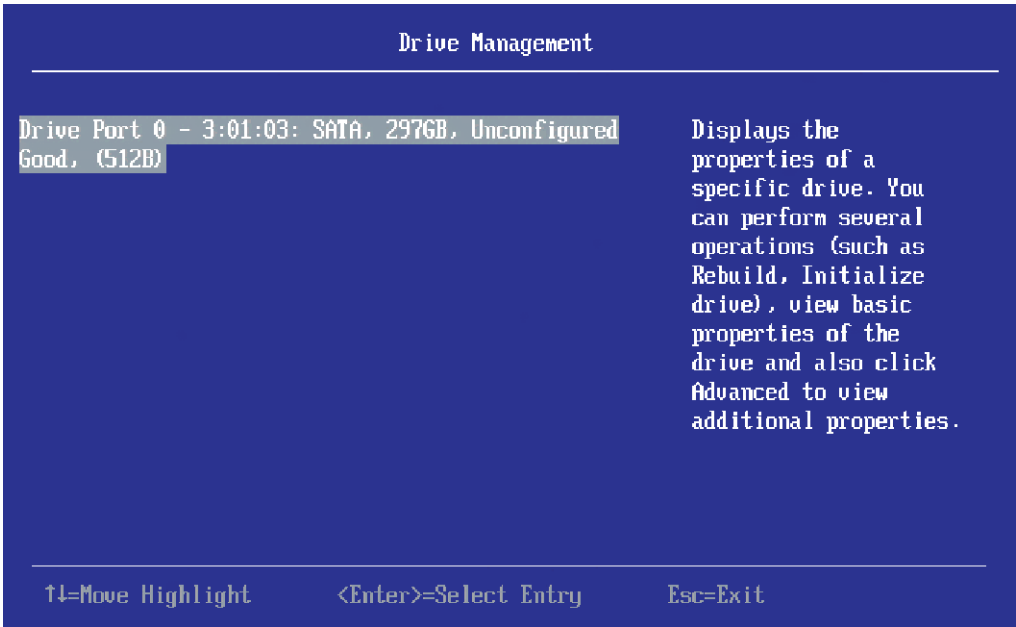 Drive Management
Drive Port 0 - 3:01:03: SATA, 297GB, Unconfigured
Good, (512B)
Displays the
properties of a
specific drive. You
can perform several
operations (such as
Rebuild, Initialize
drive), view basic
properties of the
drive and also click
Advanced to view
additional properties.
↑↓=Move Highlight <Enter>=Select Entry Esc=Exit